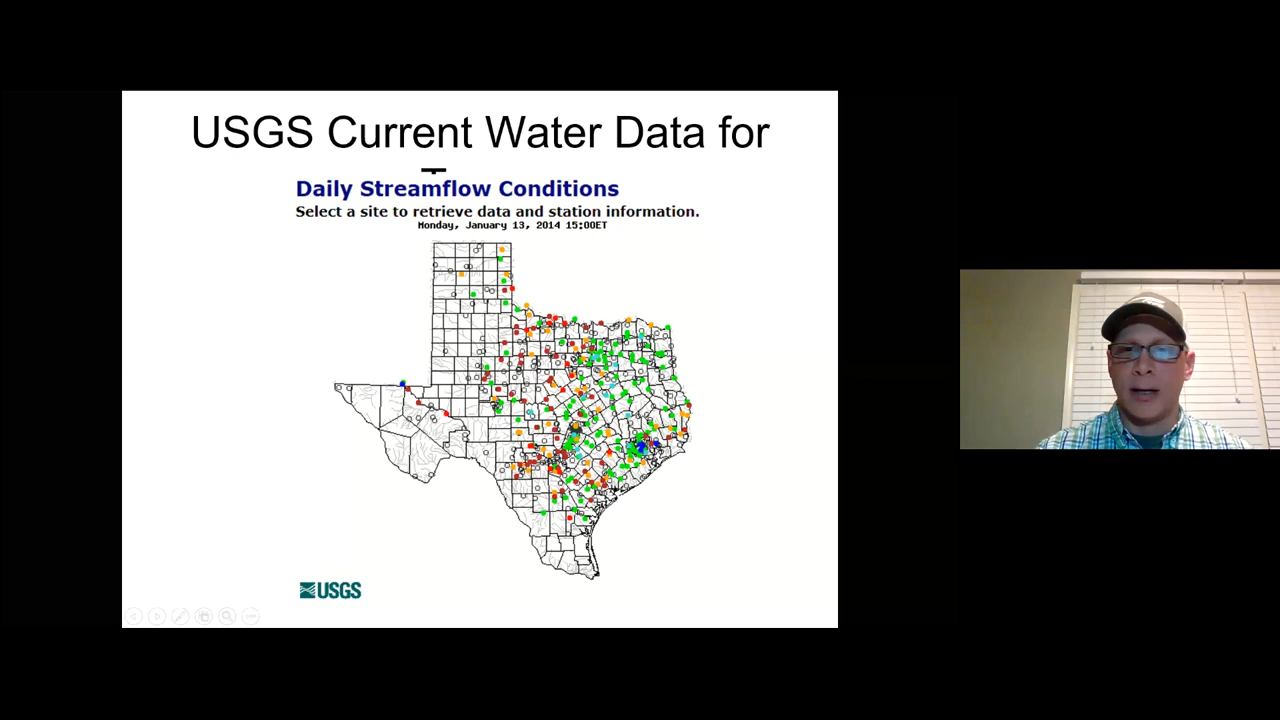 USGS Current Water Data for
Daily Streamflow Conditions
Select a site to retrieve data and station information.
Monday, January 13, 2014 15:00ET
USGS